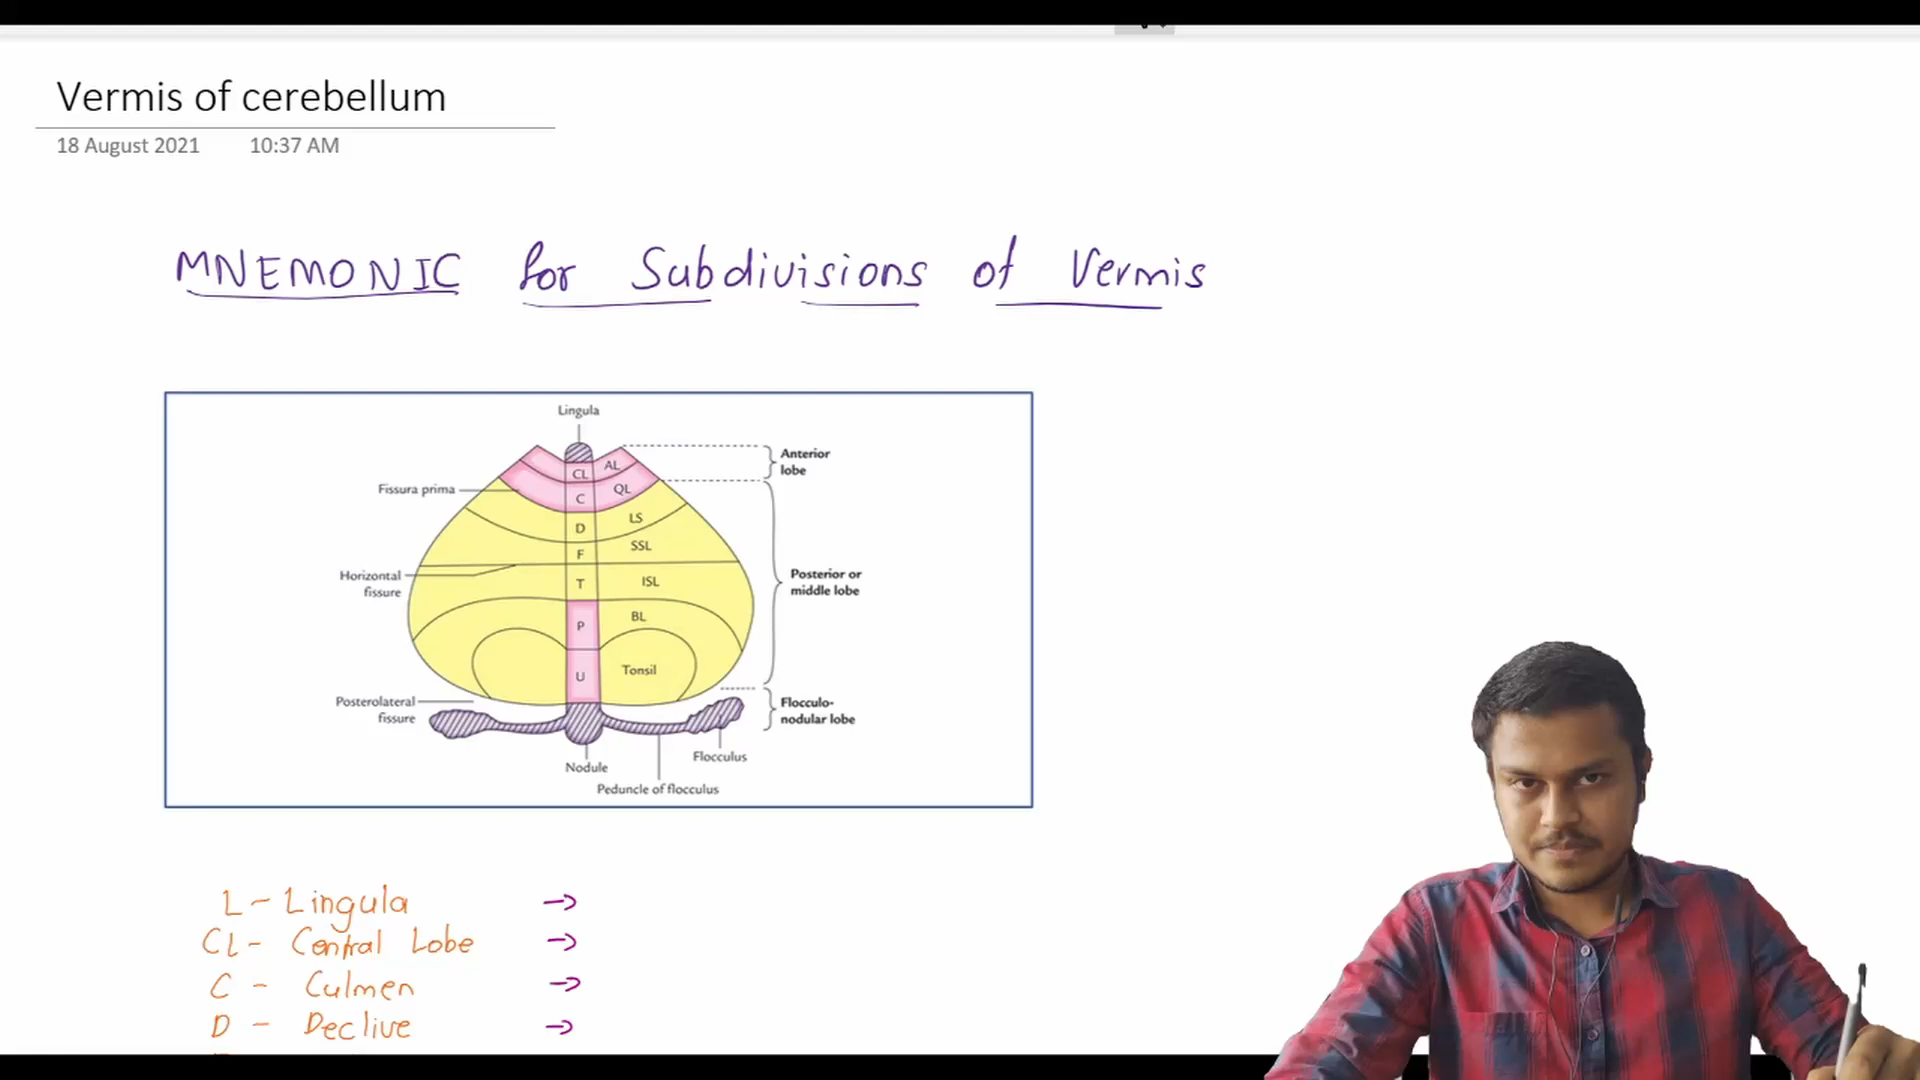 Vermis of cerebellum
18 August 2021 10:37 AM
MNEMONIC for Subdivisions of Vermis
Lingula
Anterior
lobe
CL AL
Fissura prima
C QL
D LS
F SSL
Horizontal
fissure
T ISL
Posterior or
middle lobe
P BL
U Tonsil
Posterolateral
fissure
Flocculo-
nodular lobe
Flocculus
Nodule
Peduncle of flocculus
L - Lingula →
CL - Central Lobe →
C - Culmen →
D - Declive →